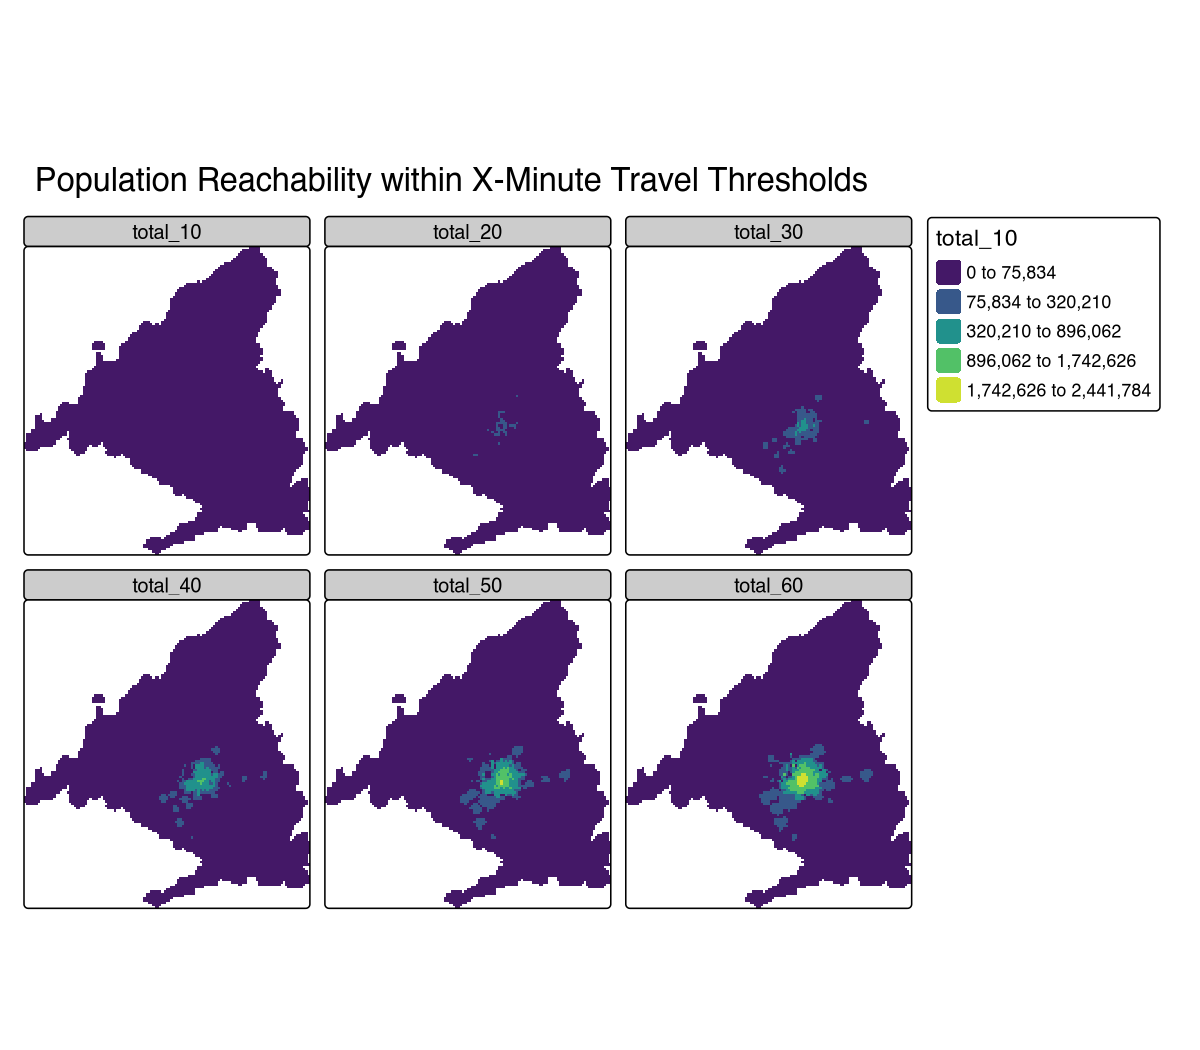 Population Reachability within X-Minute Travel Thresholds
total_10
total_20
total_30
total_40
total_50
total_60
total_10
0 to 75,834
75,834 to 320,210
320,210 to 896,062
896,062 to 1,742,626
1,742,626 to 2,441,784